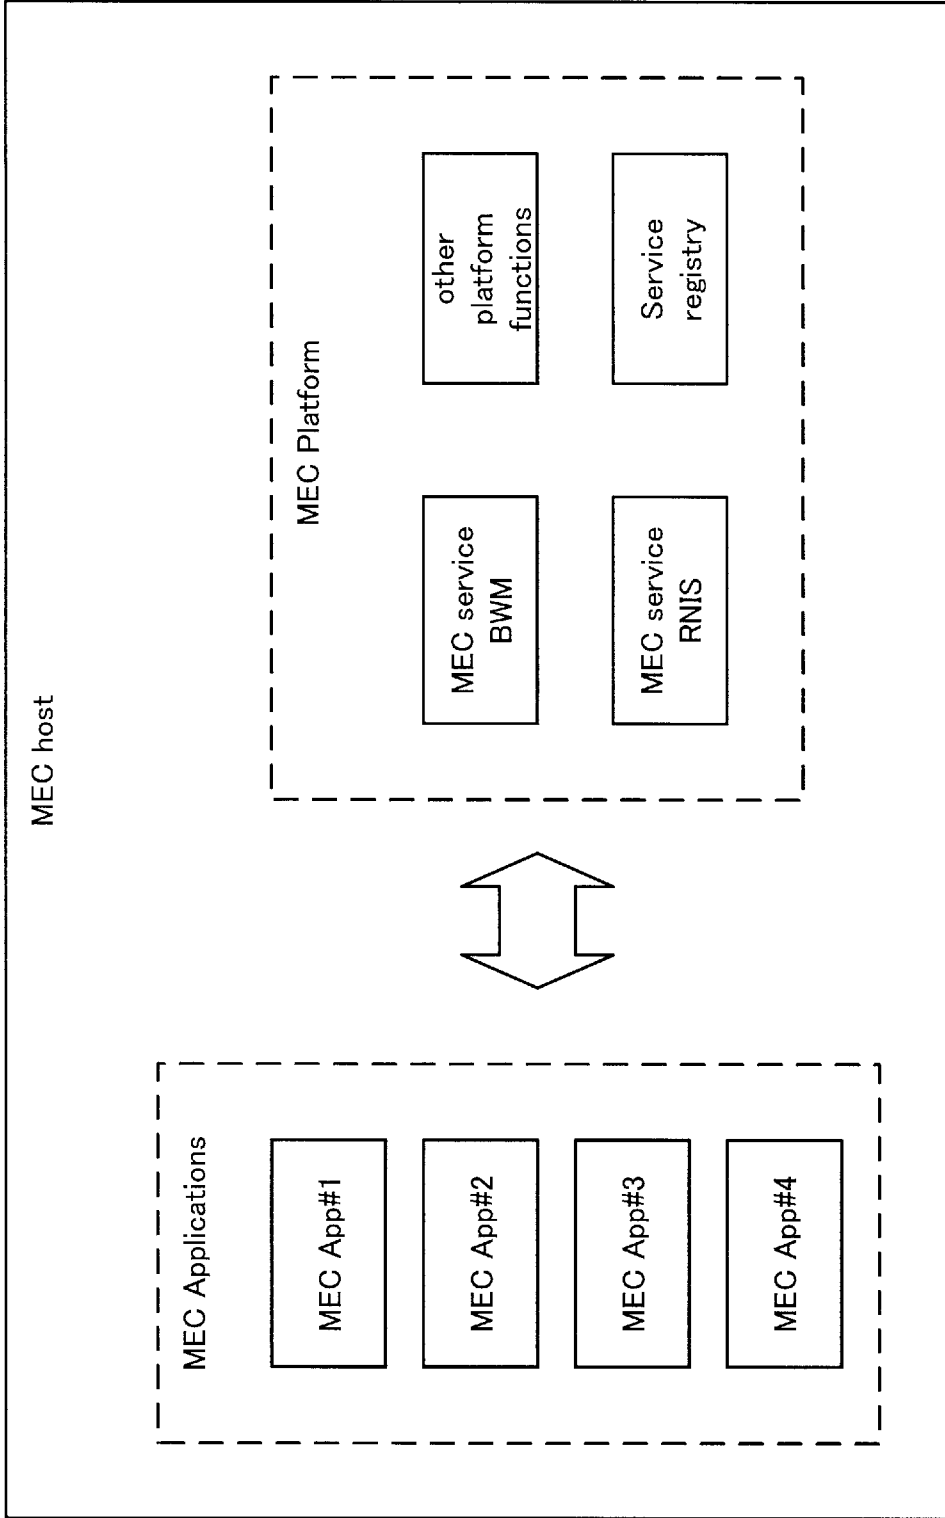 MEC host
MEC Applications
MEC App#1
MEC App#2
MEC App#3
MEC App#4
MEC Platform
MEC service
BWM
other
platform
functions
MEC service
RNIS
Service
registry